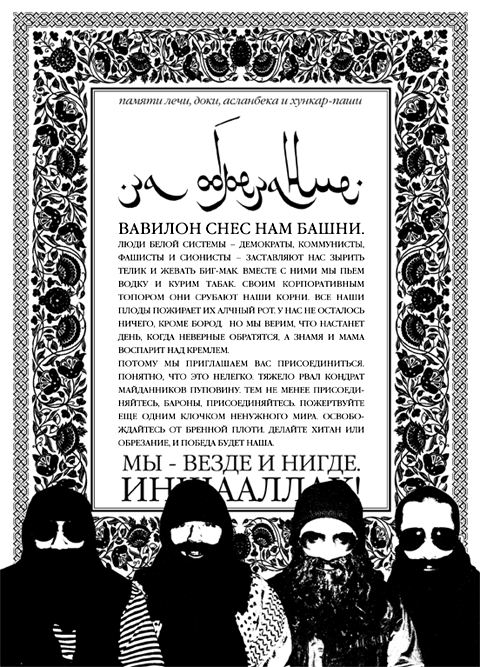 памяти лечи, доки, асланбека и хункар-паши
за обрезание
ВАВИЛОН СНЕС НАМ БАШНИ.
ЛЮДИ БЕЛОЙ СИСТЕМЫ – ДЕМОКРАТЫ, КОММУНИСТЫ,
ФАШИСТЫ И СИОНИСТЫ – ЗАСТАВЛЯЮТ НАС ЗЫРИТЬ
ТЕЛИК И ЖЕВАТЬ БИГ-МАК. ВМЕСТЕ С НИМИ МЫ ПЬЕМ
ВОДКУ И КУРИМ ТАБАК. СВОИМ КОРПОРАТИВНЫМ
ТОПОРОМ ОНИ СРУБАЮТ НАШИ КОРНИ. ВСЕ НАШИ
ПЛОДЫ ПОЖИРАЕТ ИХ АЛЧНЫЙ РОТ. У НАС НЕ ОСТАЛОСЬ
НИЧЕГО, КРОМЕ БОРОД. НО МЫ ВЕРИМ, ЧТО НАСТАНЕТ
ДЕНЬ, КОГДА НЕВЕРНЫЕ ОБРАТЯТСЯ, А ЗНАМЯ И МАМА
ВОСПАРИТ НАД КРЕМЛЕМ.
ПОТОМУ МЫ ПРИГЛАШАЕМ ВАС ПРИСОЕДИНИТЬСЯ.
ПОНЯТНО, ЧТО ЭТО НЕЛЕГКО. ТЯЖЕЛО РВАЛ КОНДРАТ
МАЙДАННИКОВ ПУПОВИНУ. ТЕМ НЕ МЕНЕЕ ПРИСОЕДИ-
НЯЙТЕСЬ, БАРОНЫ, ПРИСОЕДИНЯЙТЕСЬ. ПОЖЕРТВУЙТЕ
ЕЩЕ ОДНИМ КЛОЧКОМ НЕНУЖНОГО МИРА. ОСВОБО-
ЖДАЙТЕСЬ ОТ БРЕННОЙ ПЛОТИ. ДЕЛАЙТЕ ХИТАН ИЛИ
ОБРЕЗАНИЕ, И ПОБЕДА БУДЕТ НАША.
МЫ - ВЕЗДЕ И НИГДЕ.
ИНШААЛЛАХ!